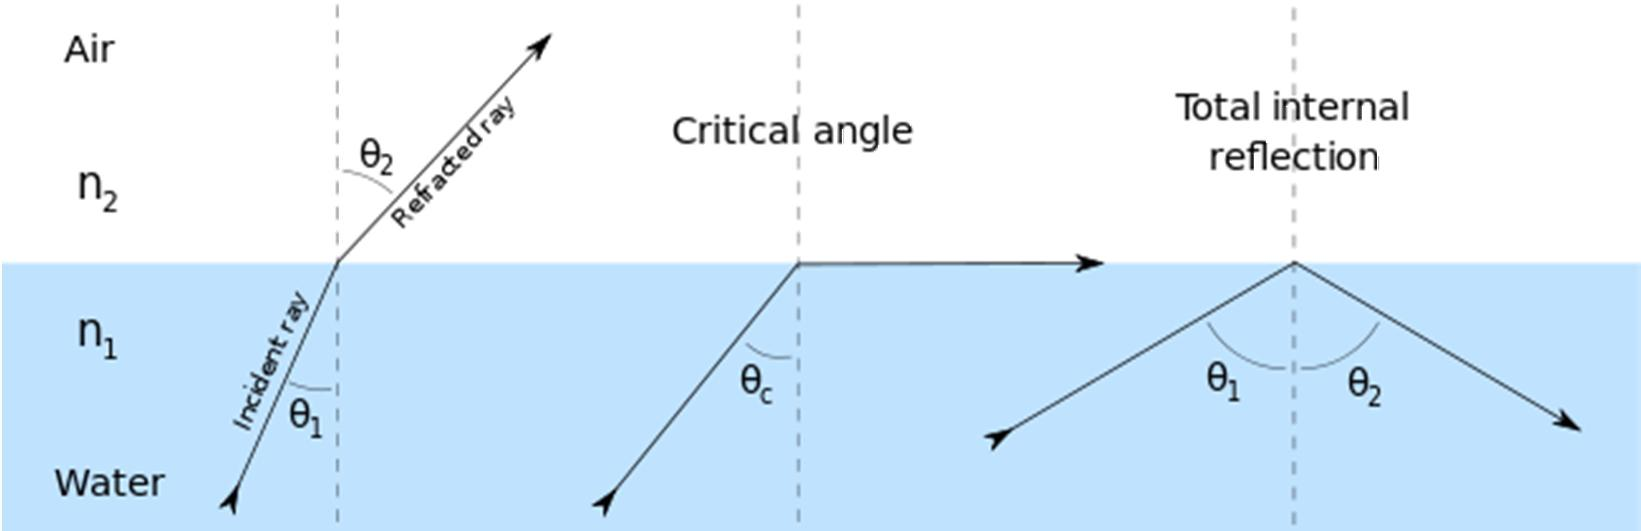 Air
n₂
n₁
Water
θ₂
Refracted ray
Incident ray
θ₁
Critical angle
θc
Total internal
reflection
θ₁
θ₂